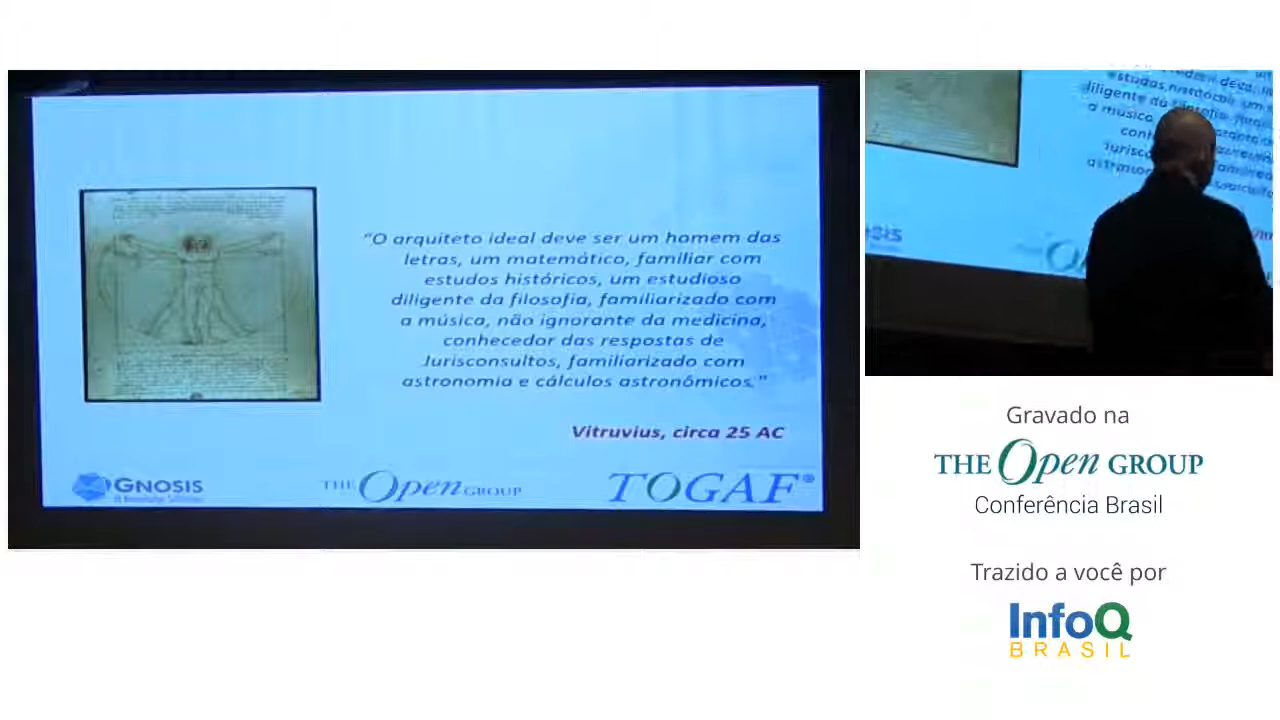 “O arquiteto ideal deve ser um homem das
letras, um matemático, familiar com
estudos históricos, um estudioso
diligente da filosofia, familiarizado com
a música, não ignorante da medicina,
conhecedor das respostas de
Jurisconsultos, familiarizado com
astronomia e cálculos astronômicos.”
Vitruvius, circa 25 AC
GNOSIS
THE Open GROUP
TOGAF®
diligente da
a música
Gravado na
THE Open GROUP
Conferência Brasil
Trazido a você por
InfoQ
BRASIL